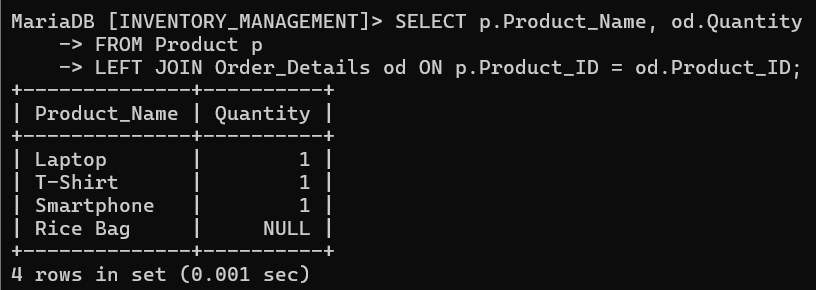 MariaDB [INVENTORY_MANAGEMENT]> SELECT p.Product_Name, od.Quantity
    -> FROM Product p
    -> LEFT JOIN Order_Details od ON p.Product_ID = od.Product_ID;
+--------------+----------+
| Product_Name | Quantity |
+--------------+----------+
| Laptop       |        1 |
| T-Shirt      |        1 |
| Smartphone   |        1 |
| Rice Bag     |     NULL |
+--------------+----------+
4 rows in set (0.001 sec)